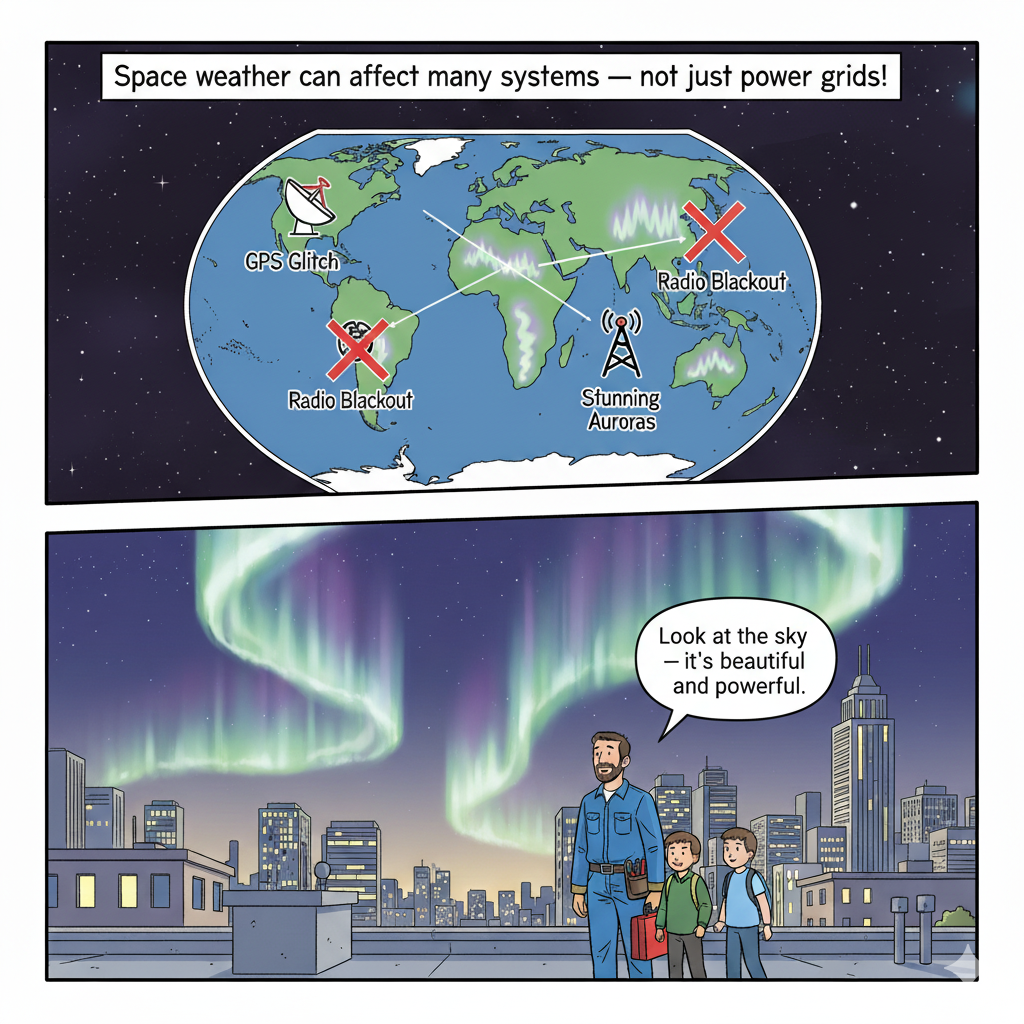 Space weather can affect many systems — not just power grids!
GPS Glitch
Radio Blackout
Radio Blackout
Stunning
Auroras
Look at the sky
– it's beautiful
and powerful.